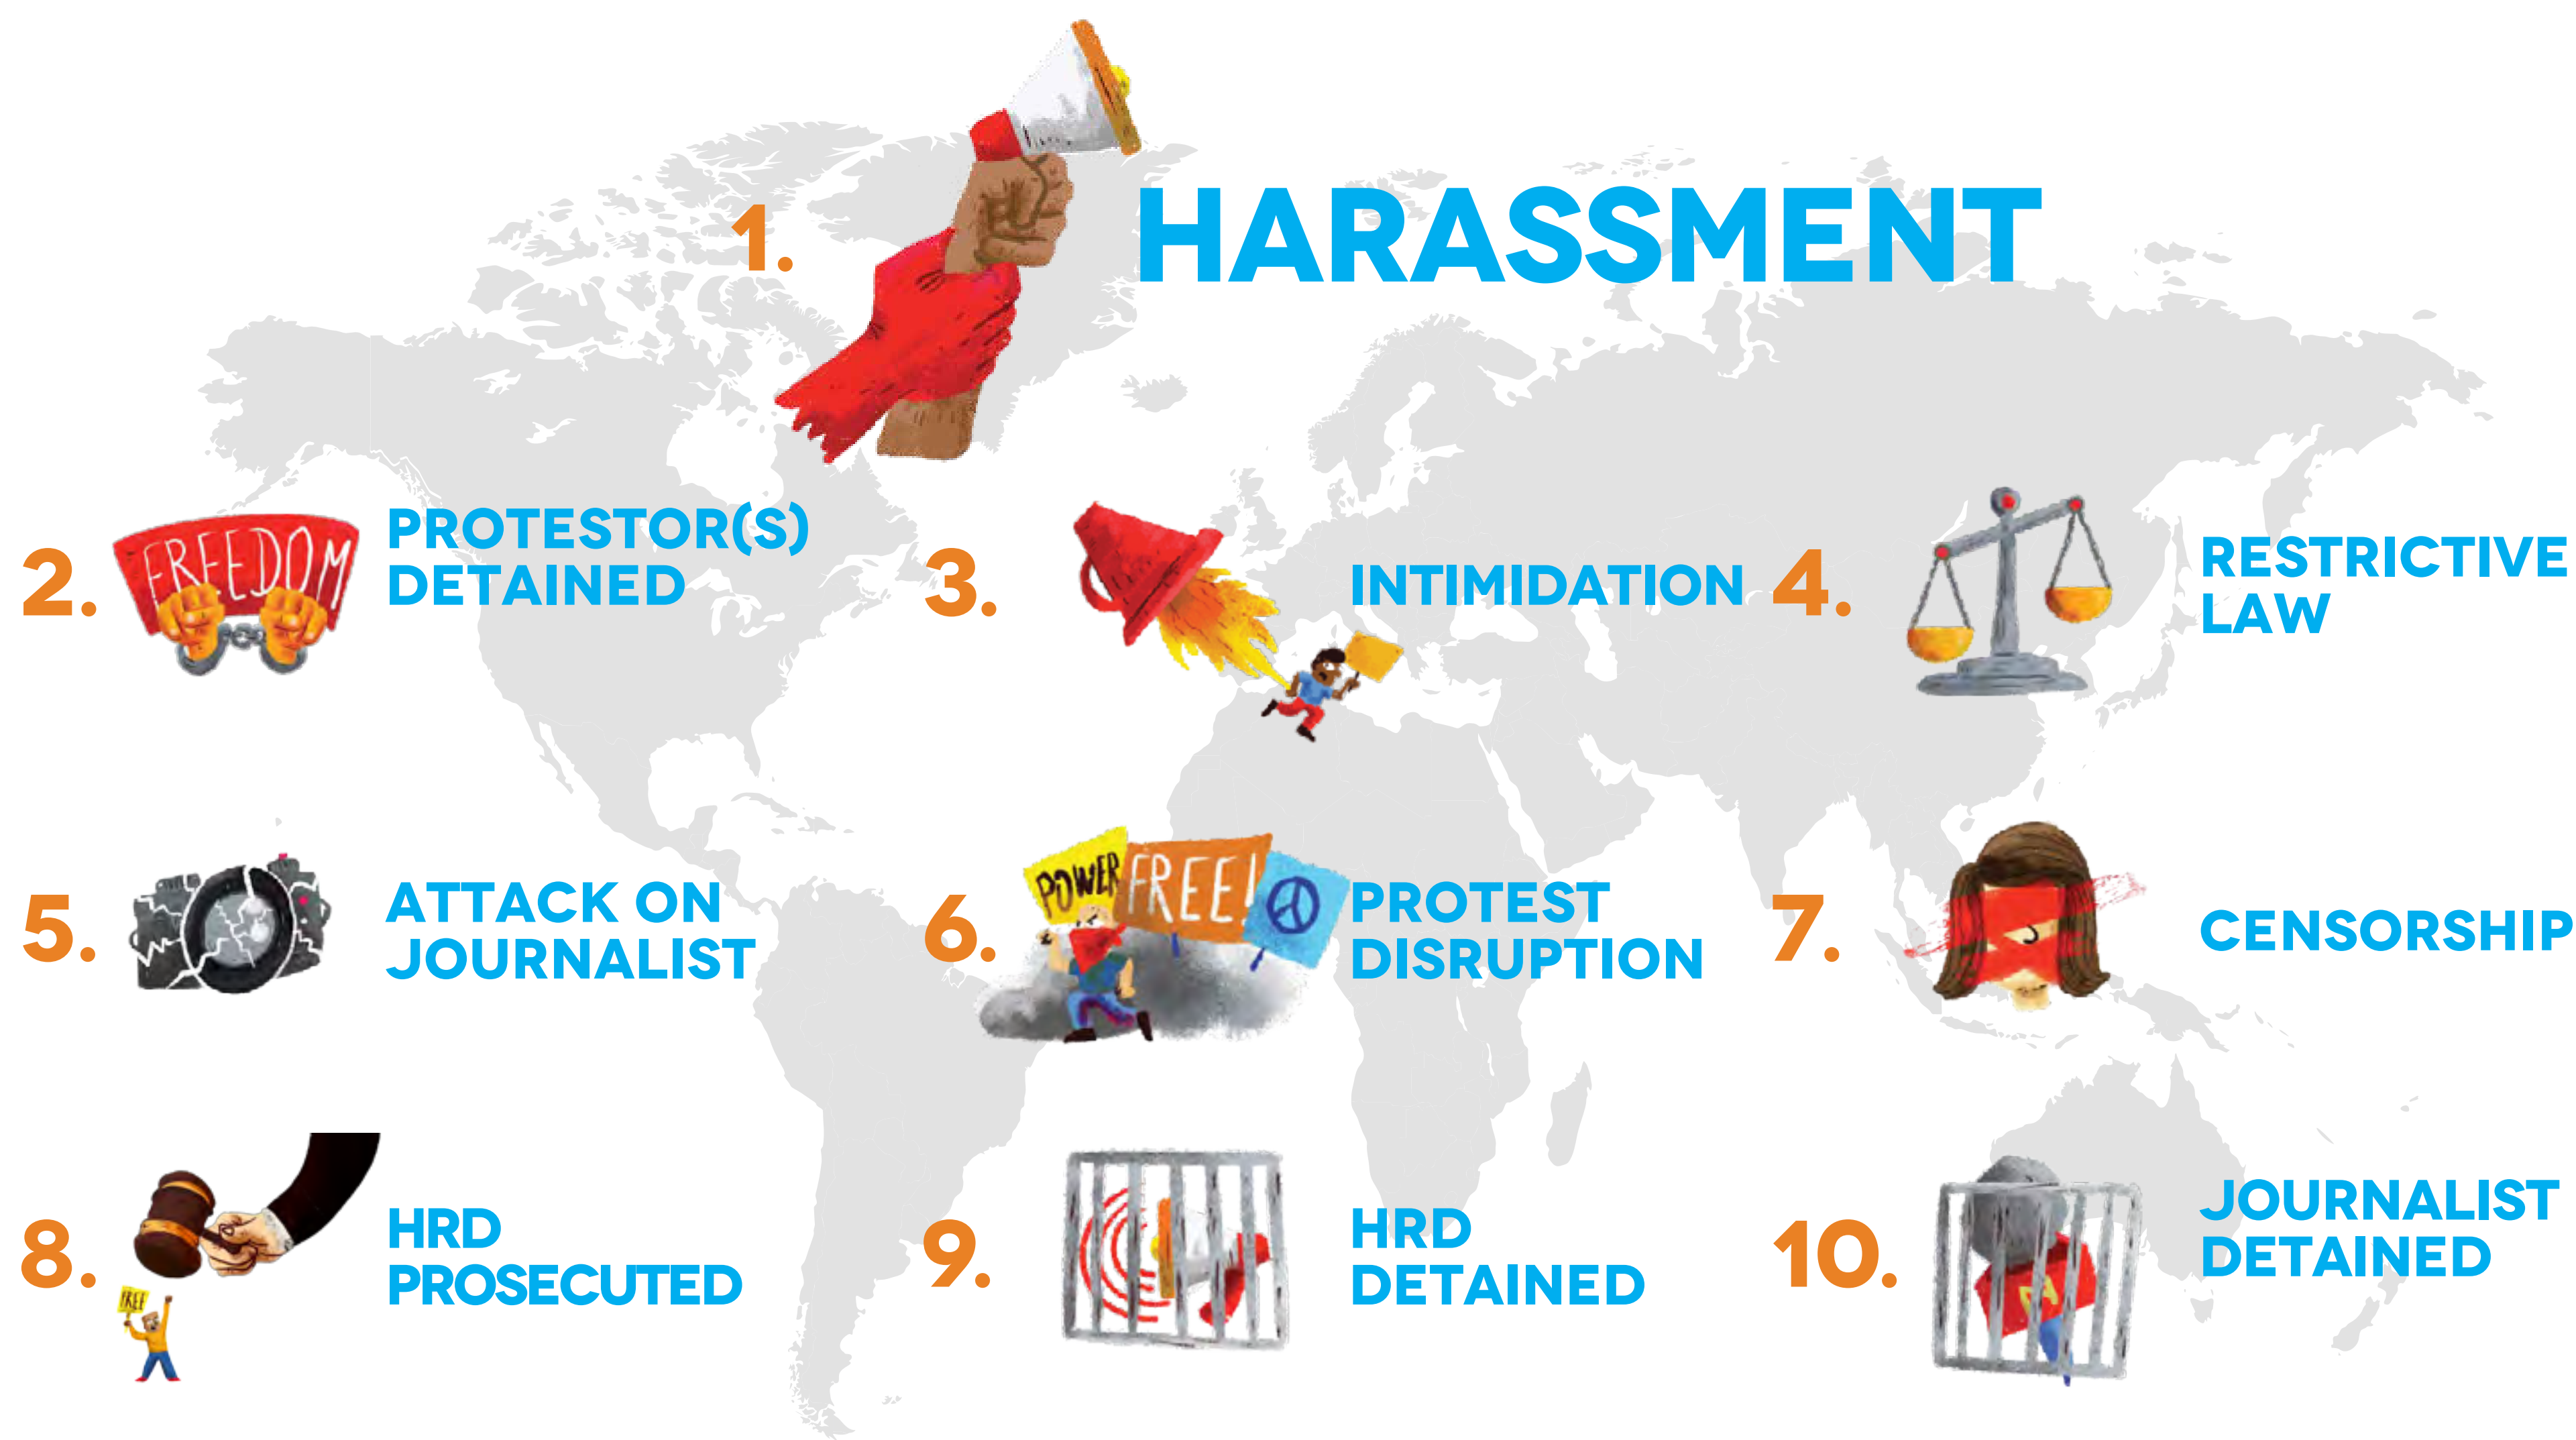 1.
HARASSMENT
2.
FREEDOM
PROTESTOR(S)
DETAINED
3.
INTIMIDATION
4.
RESTRICTIVE
LAW
5.
ATTACK ON
JOURNALIST
6.
POWER
FREE!
PROTEST
DISRUPTION
7.
CENSORSHIP
8.
FREE
HRD
PROSECUTED
9.
HRD
DETAINED
10.
JOURNALIST
DETAINED